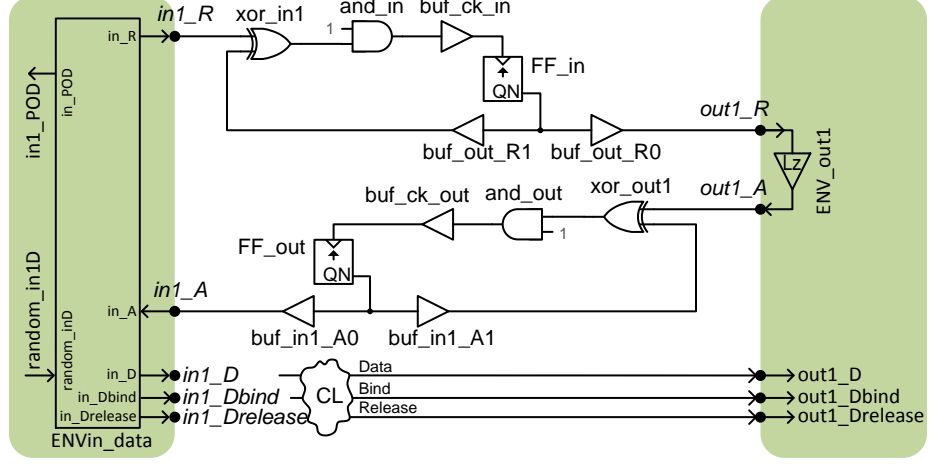 in1_R
xor_in1
and_in
buf_ck_in
in_R
1
FF_in
QN
in_POD
in1_POD
buf_out_R1
buf_out_R0
out1_R
Lz
ENV_out1
out1_A
xor_out1
and_out
buf_ck_out
1
FF_out
QN
random_in1D
random_inD
in1_A
in_A
buf_in1_A0
buf_in1_A1
in_D
in1_D
CL
Data
out1_D
in_Dbind
in1_Dbind
Bind
out1_Dbind
in_Drelease
in1_Drelease
Release
out1_Drelease
ENVin_data